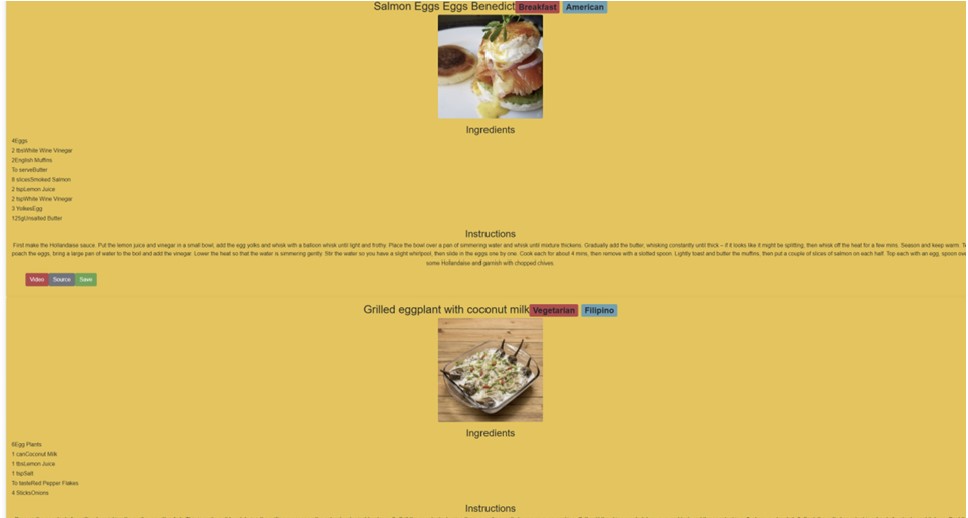 Salmon Eggs Eggs Benedict Breakfast American
Ingredients
4Eggs
2 tbsWhite Wine Vinegar
2English Muffins
To serveButter
8 slicesSmoked Salmon
2 tspLemon Juice
2 tspWhite Wine Vinegar
3 YolkesEgg
125gUnsalted Butter
Instructions
First make the Hollandaise sauce. Put the lemon juice and vinegar in a small bowl, add the egg yolks and whisk with a balloon whisk until light and frothy. Place the bowl over a pan of simmering water and whisk until mixture thickens. Gradually add the butter, whisking constantly until thick – if it looks like it might be splitting, then whisk off the heat for a few mins. Season and keep warm.
poach the eggs, bring a large pan of water to the boil and add the vinegar. Lower the heat so that the water is simmering gently. Stir the water so you have a slight whirlpool, then slide in the eggs one by one. Cook each for about 4 mins, then remove with a slotted spoon. Lightly toast and butter the muffins, then put a couple of slices of salmon on each half. Top each with an egg, spoon
some Hollandaise and garnish with chopped chives.
Video Source Save
Grilled eggplant with coconut milk Vegetarian Filipino
Ingredients
6Egg Plants
1 canCoconut Milk
1 tbsLemon Juice
1 tspSalt
To tasteRed Pepper Flakes
4 SticksOnions
Instructions